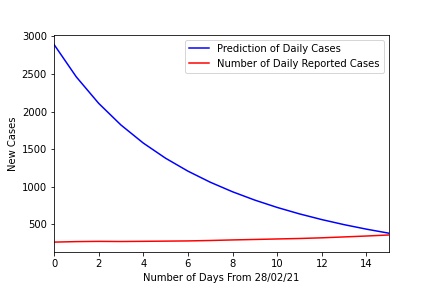 3000
2500
2000
1500
1000
500
New Cases
Prediction of Daily Cases
Number of Daily Reported Cases
0 2 4 6 8 10 12 14
Number of Days From 28/02/21